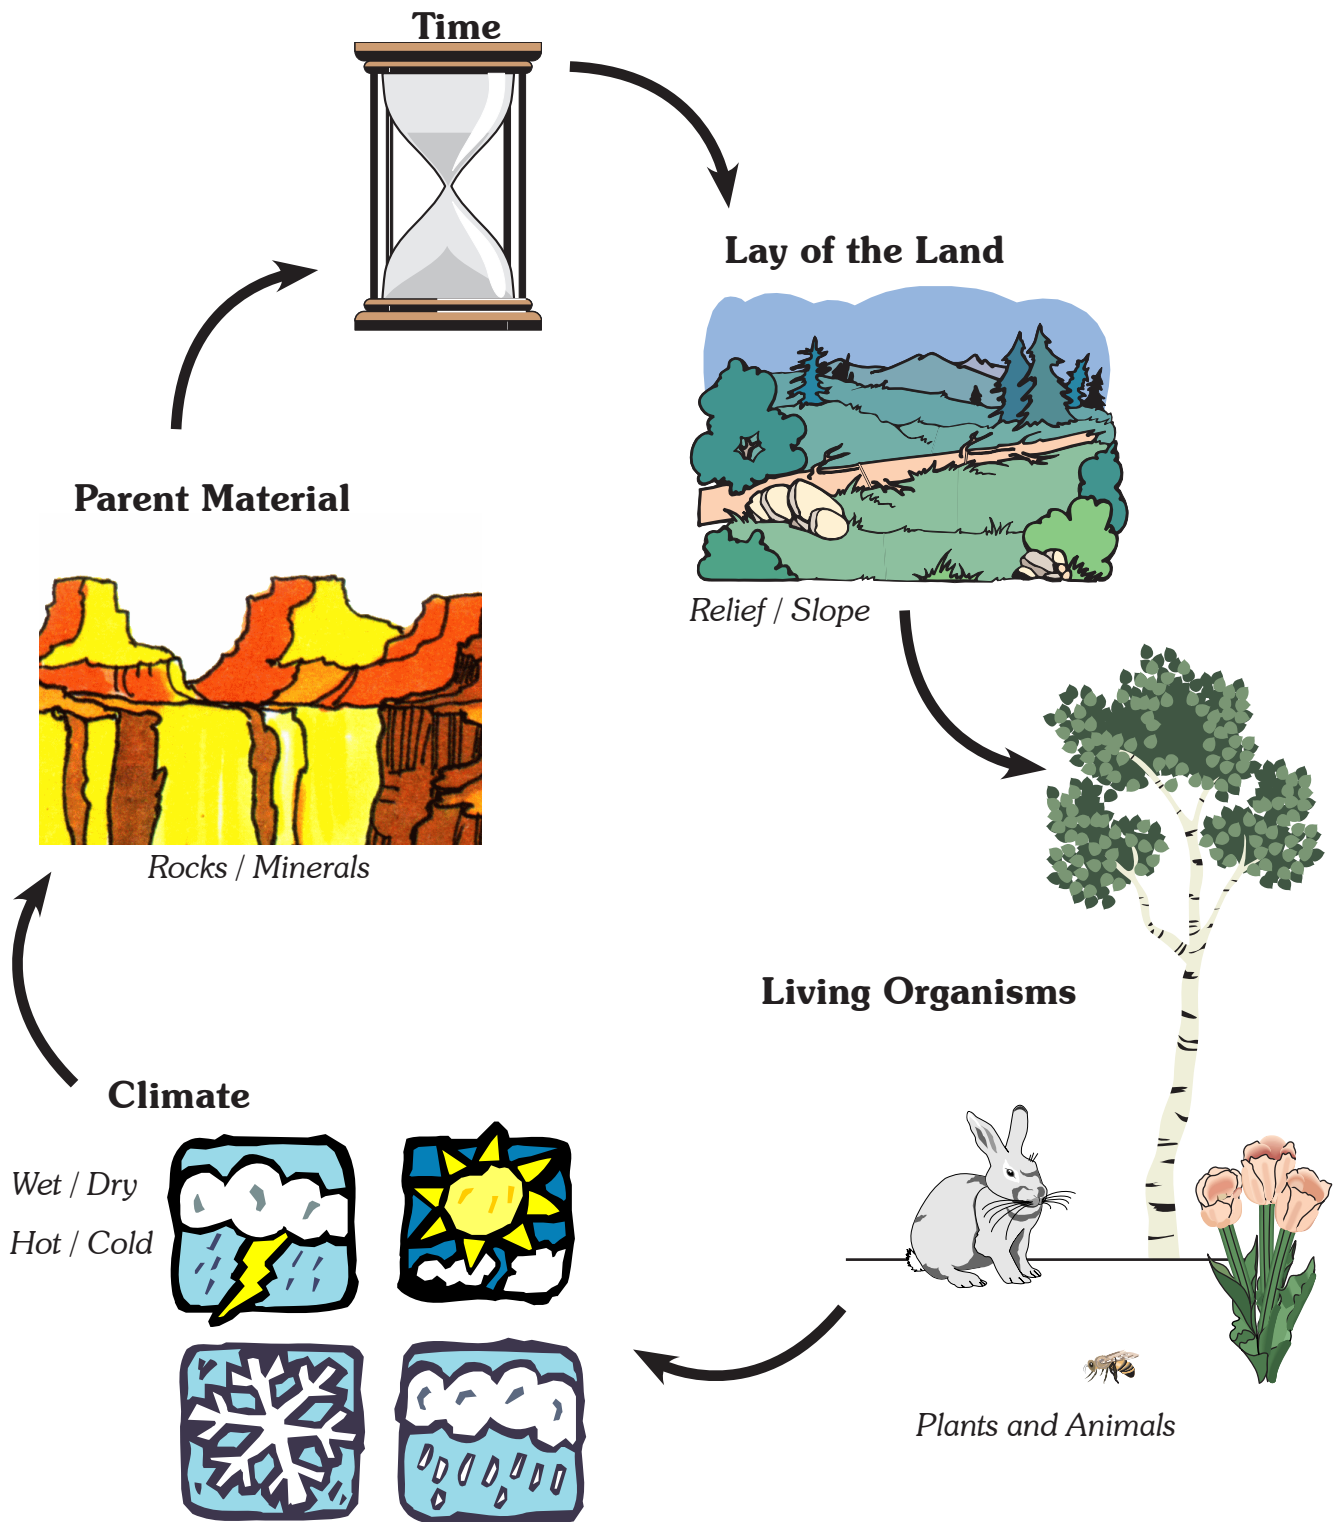 Time
Lay of the Land
Relief / Slope
Living Organisms
Plants and Animals
Climate
Wet / Dry
Hot / Cold
Parent Material
Rocks / Minerals